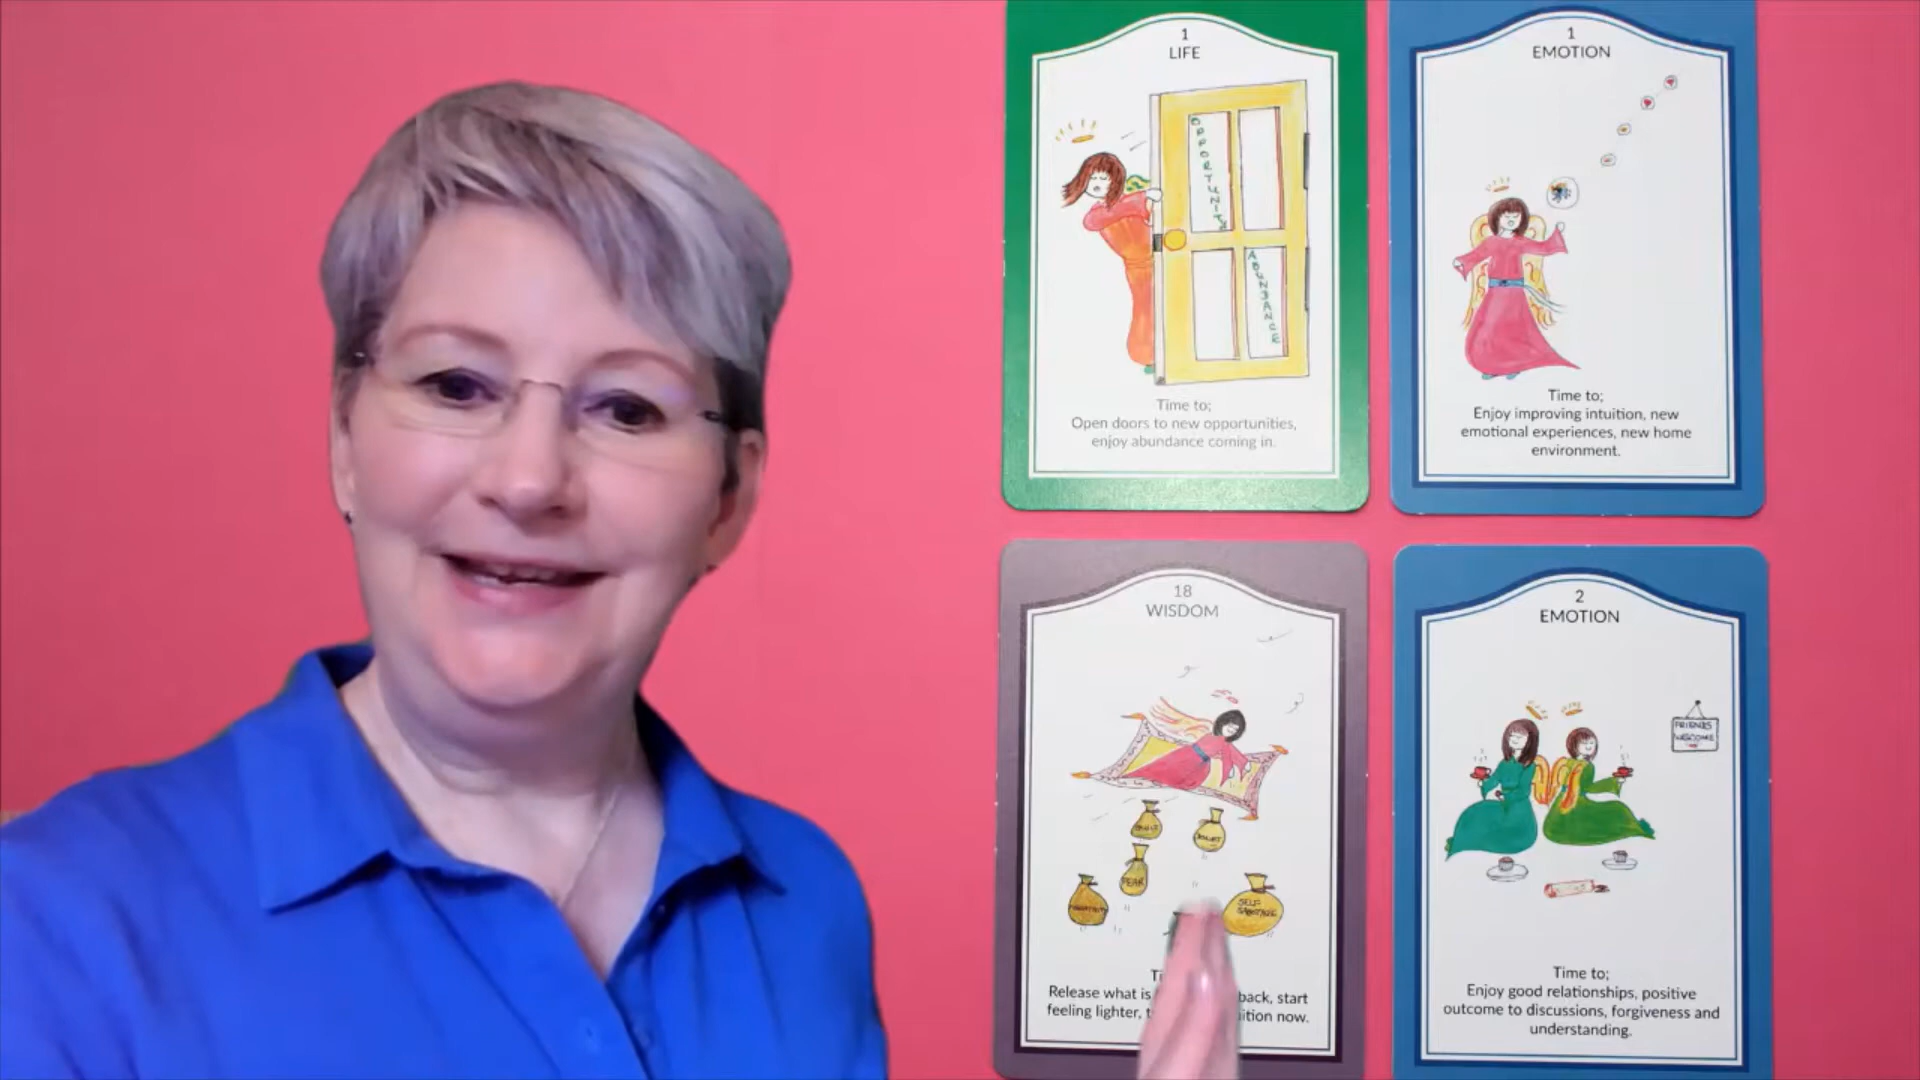 1
LIFE
OPPORTUNITY
ABUNDANCE
Time to;
Open doors to new opportunities,
enjoy abundance coming in.
1
EMOTION
Time to;
Enjoy improving intuition, new
emotional experiences, new home
environment.
18
WISDOM
GUILT
DOUBT
FEAR
NEGATIVITY
SELF-
SABOTAGE
Release what is back, start
feeling lighter, now.
2
EMOTION
FRIENDS
WELCOME
Time to;
Enjoy good relationships, positive
outcome to discussions, forgiveness and
understanding.